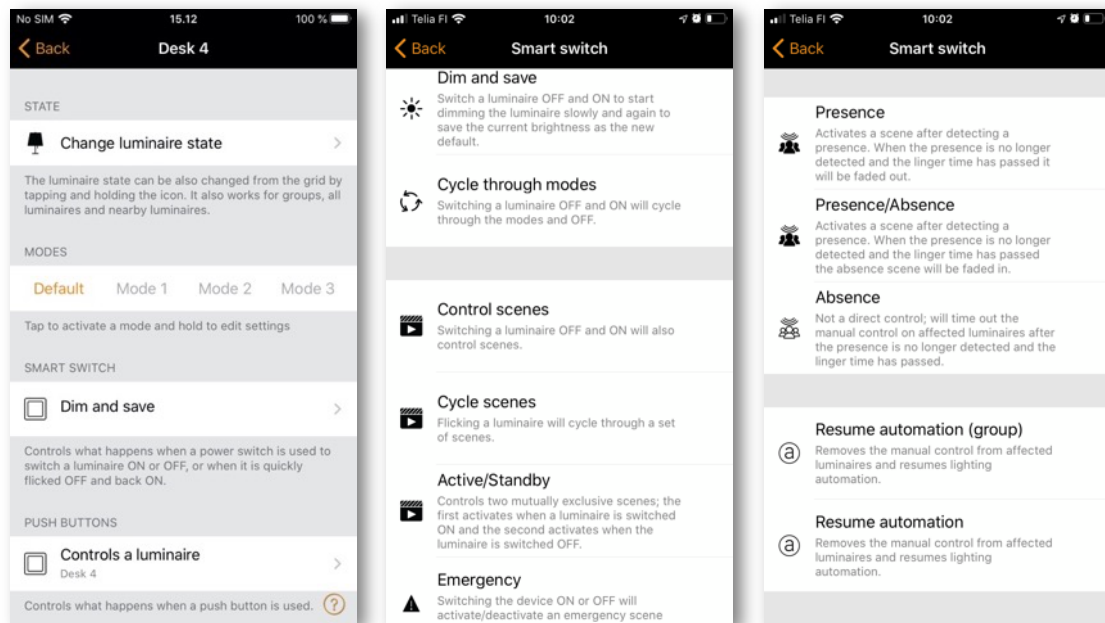 No SIM 15.12 100 %
Back Desk 4
STATE
Change luminaire state
The luminaire state can be also changed from the grid by
tapping and holding the icon. It also works for groups, all
luminaires and nearby luminaires.
MODES
Default Mode 1 Mode 2 Mode 3
Tap to activate a mode and hold to edit settings
SMART SWITCH
Dim and save
Controls what happens when a power switch is used to
switch a luminaire ON or OFF, or when it is quickly
flicked OFF and back ON.
PUSH BUTTONS
Controls a luminaire
Desk 4
Controls what happens when a push button is used. ?
Telia FI 10:02
Back Smart switch
Dim and save
Switch a luminaire OFF and ON to start
dimming the luminaire slowly and again to
save the current brightness as the new
default.
Cycle through modes
Switching a luminaire OFF and ON will cycle
through the modes and OFF.
Control scenes
Switching a luminaire OFF and ON will also
control scenes.
Cycle scenes
Flicking a luminaire will cycle through a set
of scenes.
Active/Standby
Controls two mutually exclusive scenes; the
first activates when a luminaire is switched
ON and the second activates when the
luminaire is switched OFF.
Emergency
Switching the device ON or OFF will
activate/deactivate an emergency scene
Telia FI 10:02
Back Smart switch
Presence
Activates a scene after detecting a
presence. When the presence is no longer
detected and the linger time has passed it
will be faded out.
Presence/Absence
Activates a scene after detecting a
presence. When the presence is no longer
detected and the linger time has passed
the absence scene will be faded in.
Absence
Not a direct control; will time out the
manual control on affected luminaires after
the presence is no longer detected and the
linger time has passed.
a
Resume automation (group)
Removes the manual control from affected
luminaires and resumes lighting
automation.
a
Resume automation
Removes the manual control from affected
luminaires and resumes lighting
automation.